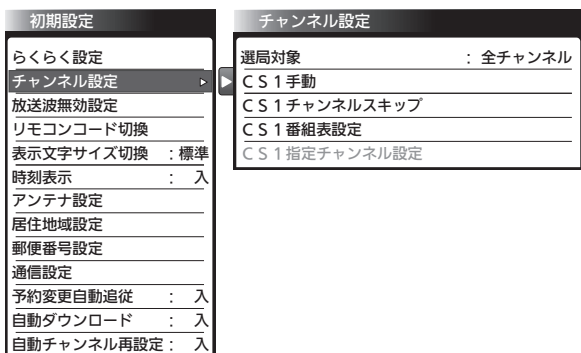 初期設定
らくらく設定
チャンネル設定
放送波無効設定
リモコンコード切換
表示文字サイズ切換 ：標準
時刻表示 ： 入
アンテナ設定
居住地域設定
郵便番号設定
通信設定
予約変更自動追従 ： 入
自動ダウンロード ： 入
自動チャンネル再設定： 入
チャンネル設定
選局対象 ：全チャンネル
ＣＳ１手動
ＣＳ１チャンネルスキップ
ＣＳ１番組表設定
ＣＳ１指定チャンネル設定